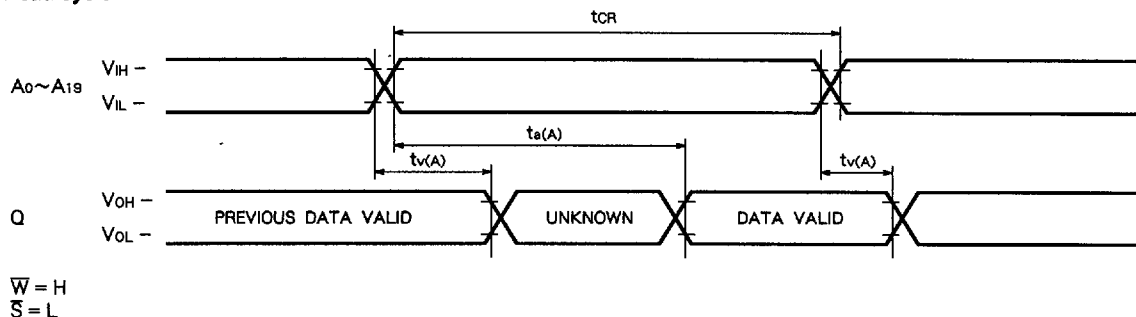 tCR
VIH –
A0~A19
VIL –
ta(A)
tv(A)
tv(A)
VOH –
Q
PREVIOUS DATA VALID
UNKNOWN
DATA VALID
VOL –
W̅ = H
S̅ = L